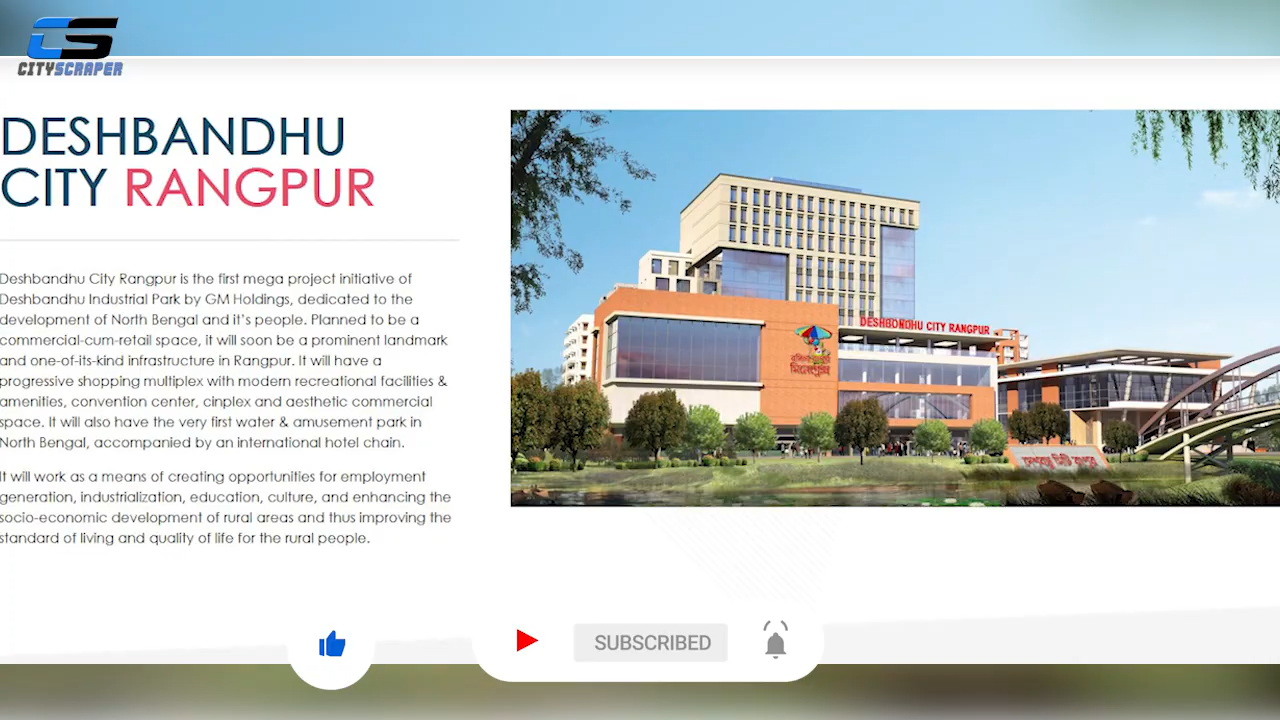 CS
CITYSCRAPER
DESHBANDHU
CITY RANGPUR
Deshbandhu City Rangpur is the first mega project initiative of
Deshbandhu Industrial Park by GM Holdings, dedicated to the
development of North Bengal and it's people. Planned to be a
commercial-cum-retail space, it will soon be a prominent landmark
and one-of-its-kind infrastructure in Rangpur. It will have a
progressive shopping multiplex with modern recreational facilities &
amenities, convention center, cinplex and aesthetic commercial
space. It will also have the very first water & amusement park in
North Bengal, accompanied by an international hotel chain.
It will work as a means of creating opportunities for employment
generation, industrialization, education, culture, and enhancing the
socio-economic development of rural areas and thus improving the
standard of living and quality of life for the rural people.
DESHBONDHU CITY RANGPUR
দেশবন্ধু সিটি রংপুর
SUBSCRIBED